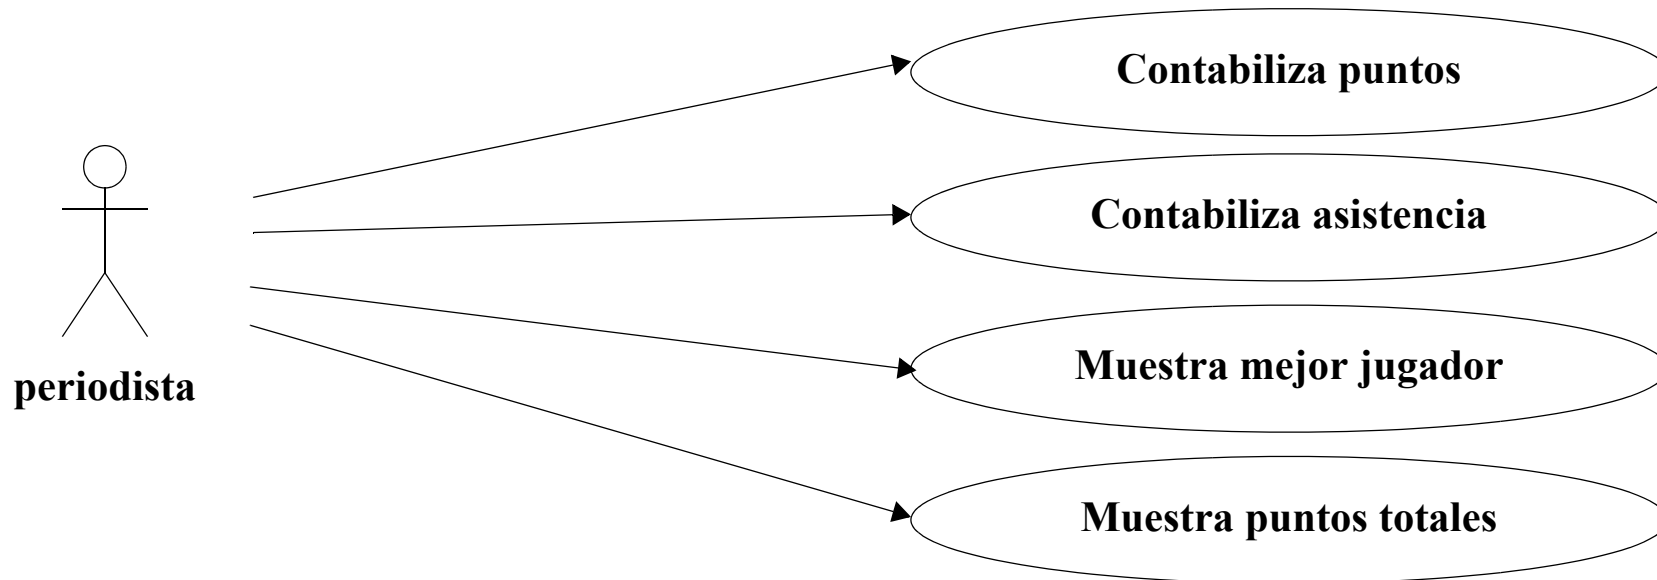 Contabiliza puntos
Contabiliza asistencia
Muestra mejor jugador
periodista
Muestra puntos totales